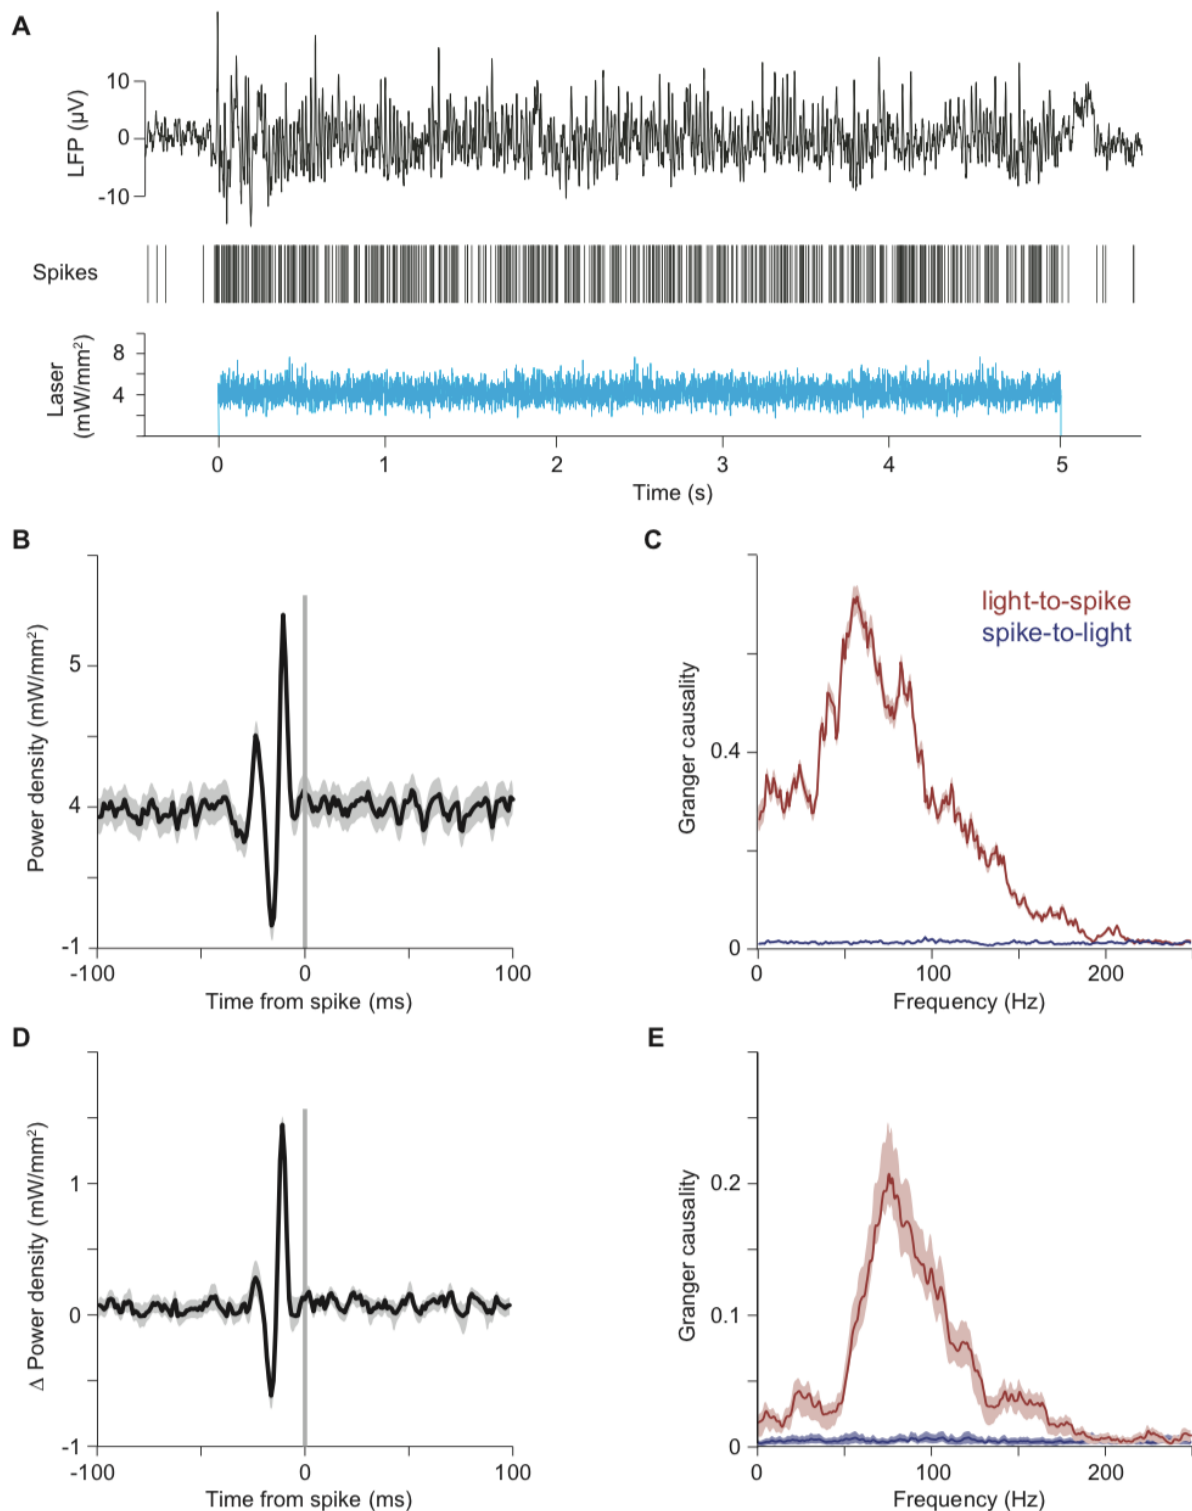 A
LFP (µV)
10
0
-10
Spikes
Laser
(mW/mm²)
8
4
0
1
2
3
4
5
Time (s)
B
Power density (mW/mm²)
5
4
-1
-100
0
100
Time from spike (ms)
C
light-to-spike
spike-to-light
Granger causality
0.4
0
0
100
200
Frequency (Hz)
D
Δ Power density (mW/mm²)
1
0
-1
-100
0
100
Time from spike (ms)
E
Granger causality
0.2
0.1
0
0
100
200
Frequency (Hz)